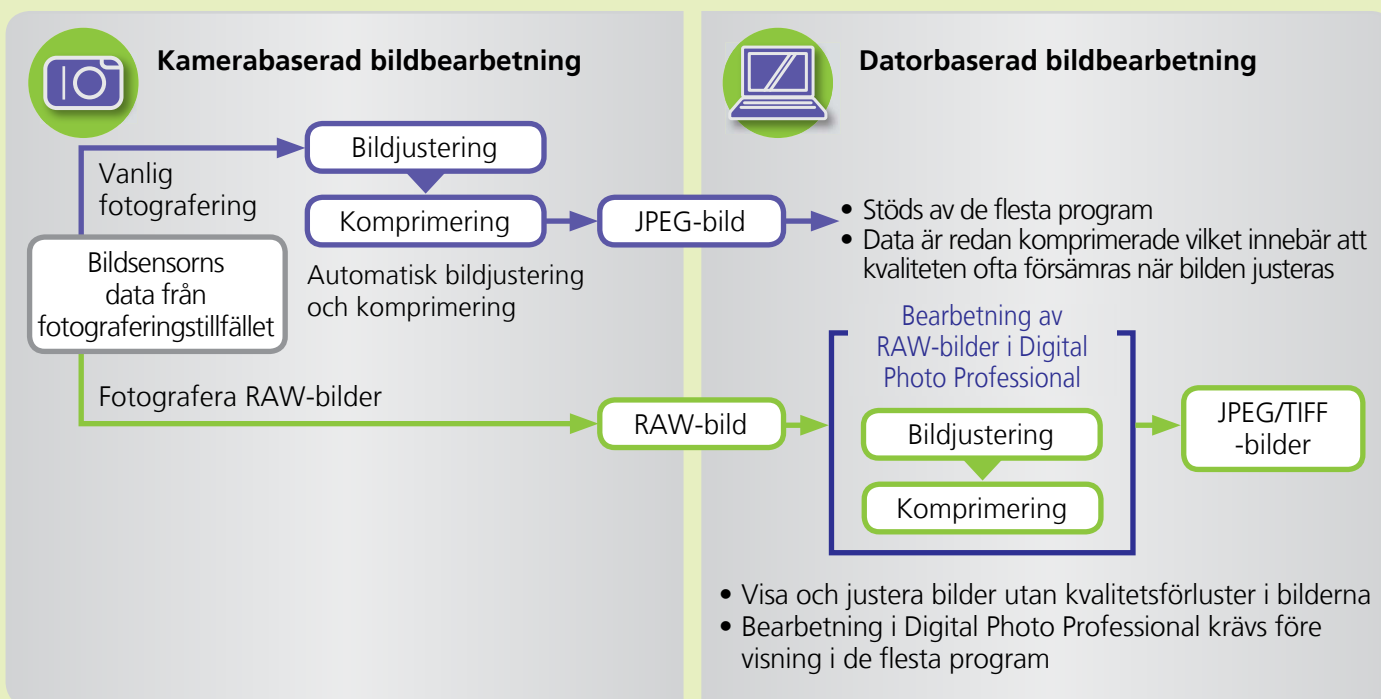 Kamerabaserad bildbearbetning
Vanlig
fotografering
Bildjustering
Komprimering
JPEG-bild
Automatisk bildjustering
och komprimering
Bildsensorns
data från
fotograferingstillfället
Fotografera RAW-bilder
RAW-bild
Datorbaserad bildbearbetning
• Stöds av de flesta program
• Data är redan komprimerade vilket innebär att
kvaliteten ofta försämras när bilden justeras
Bearbetning av
RAW-bilder i Digital
Photo Professional
Bildjustering
Komprimering
JPEG/TIFF
-bilder
• Visa och justera bilder utan kvalitetsförluster i bilderna
• Bearbetning i Digital Photo Professional krävs före
visning i de flesta program